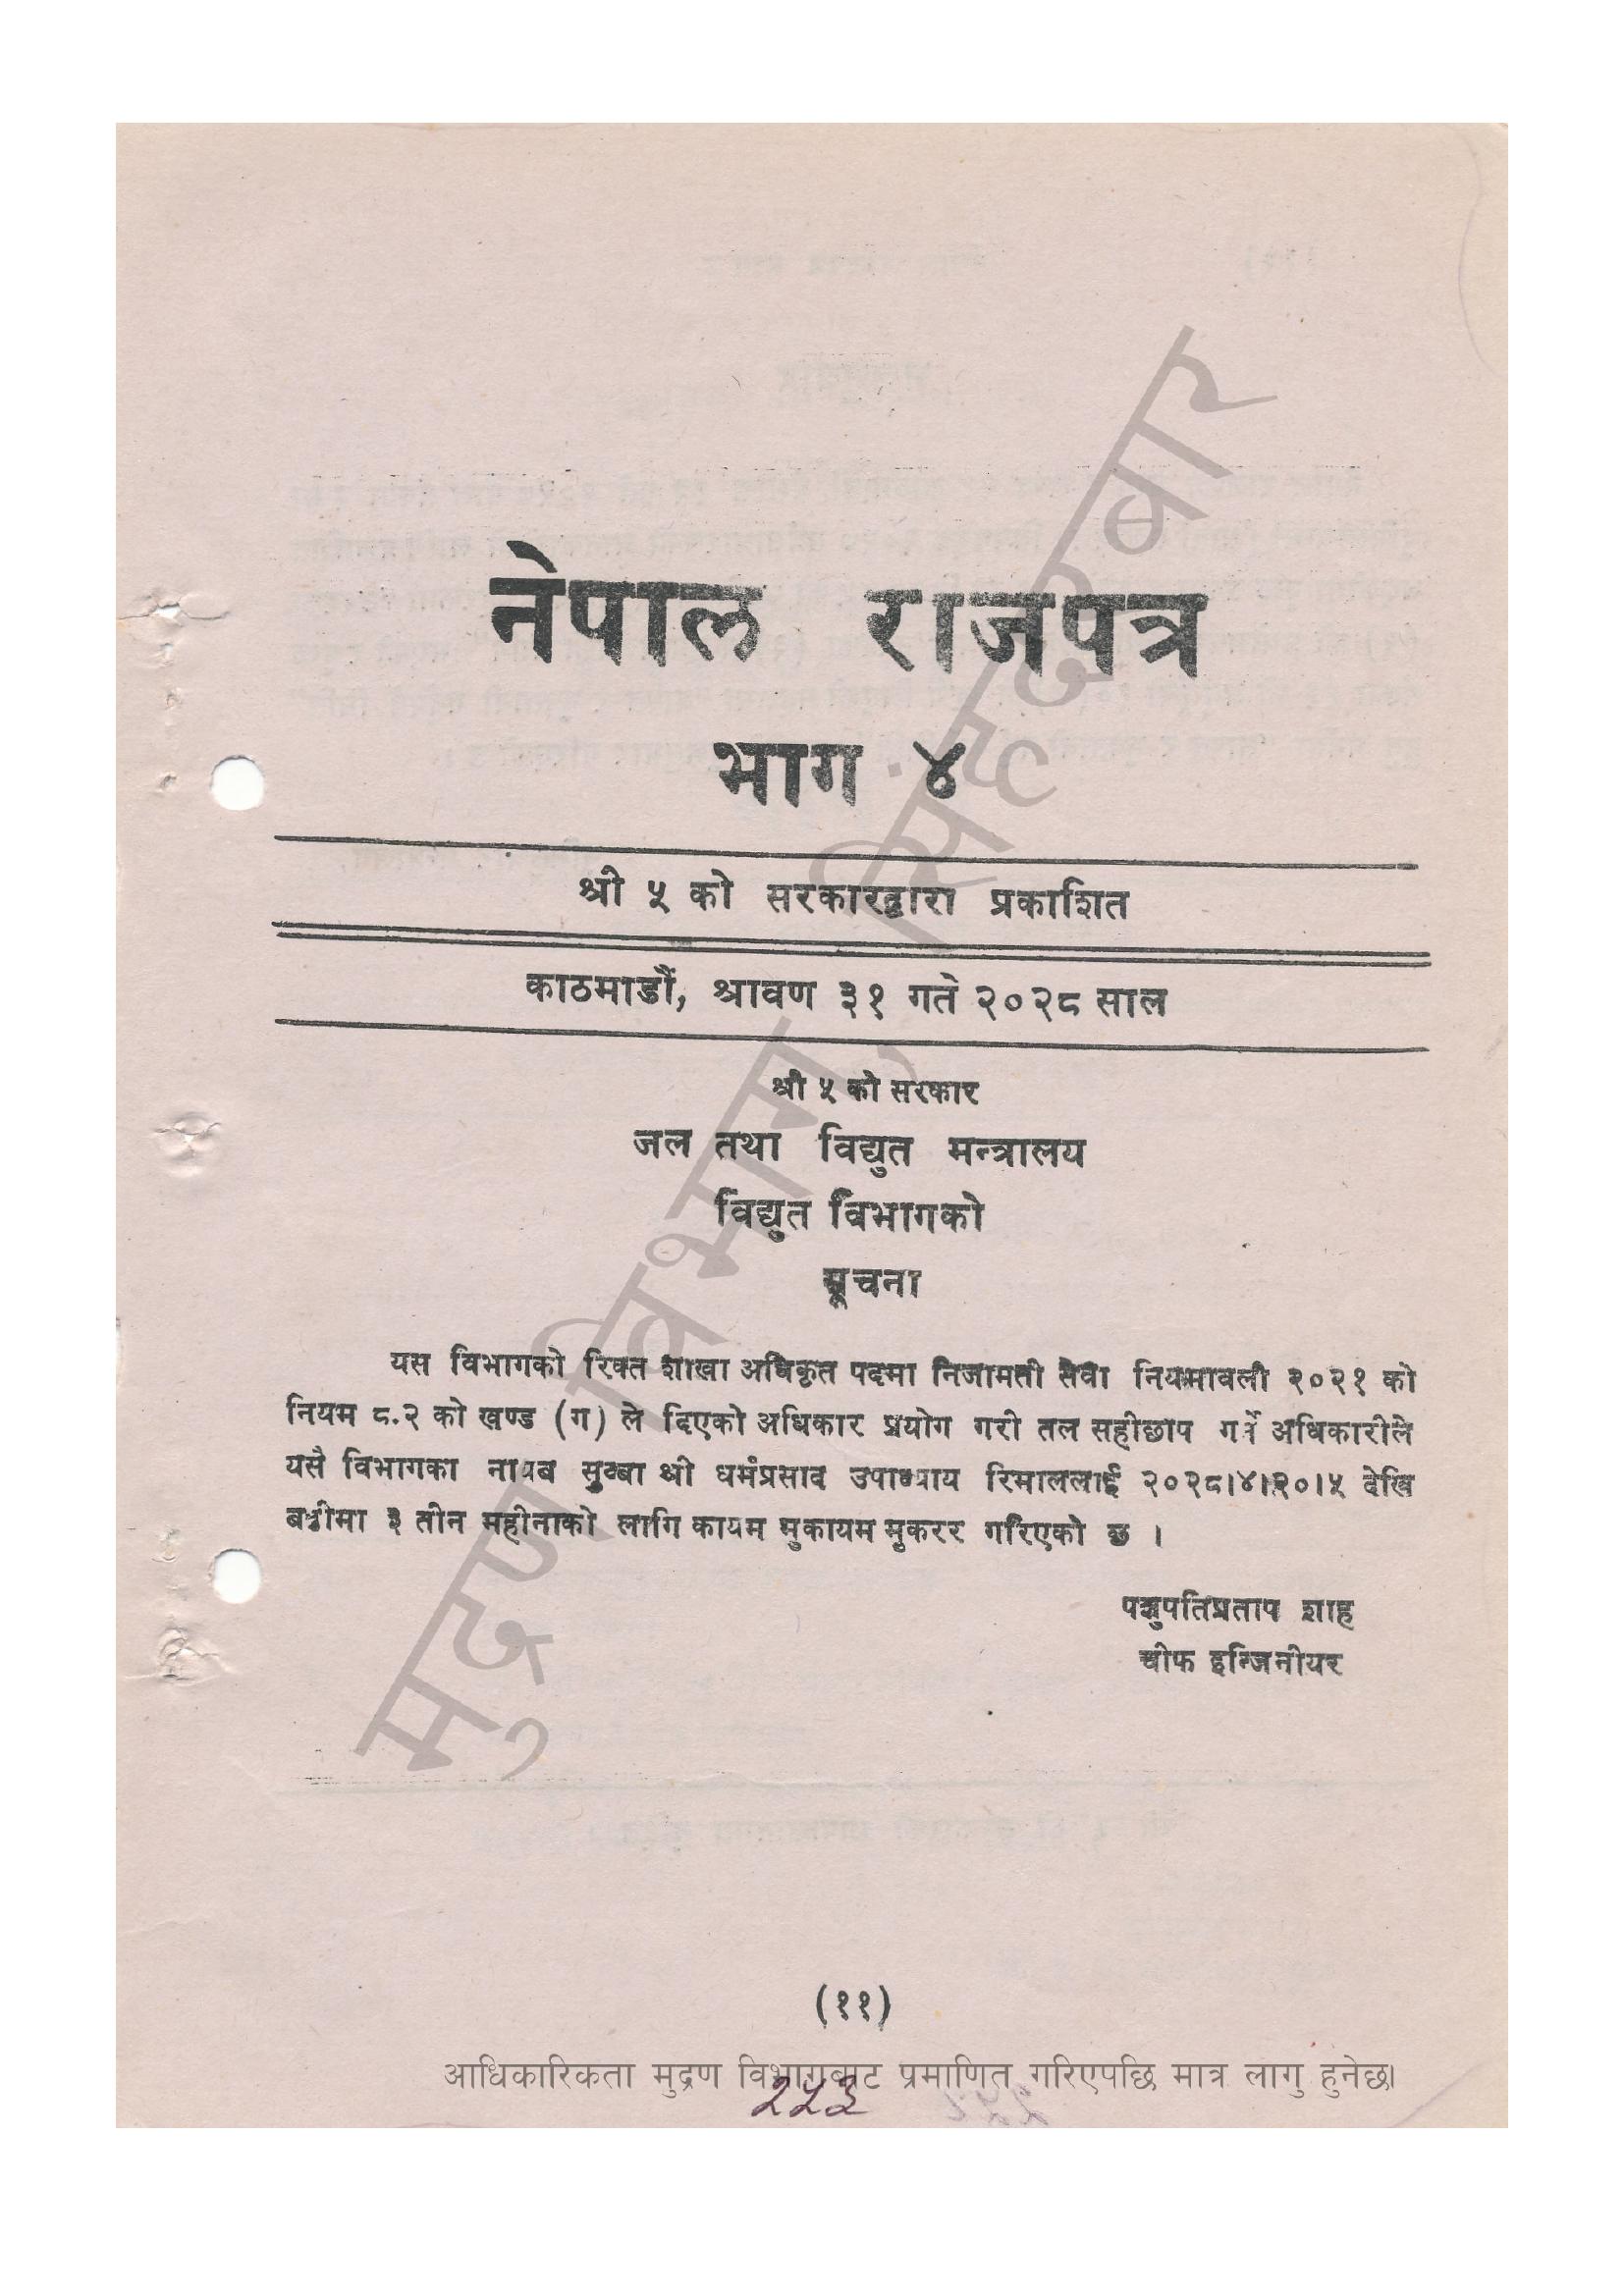 नेपाल राजपत्र
भाग ४
श्री ५ को सरकारद्वारा प्रकाशित
काठमाडौं, श्रावण ३१ गते २०२८ साल
श्री ५ को सरकार
जल तथा विद्युत मन्त्रालय
विद्युत विभागको
सूचना
यस विभागको रिक्त शाखा अधिकृत पदमा निजामती सेवा नियमावली २०२१ को
नियम ८.२ को खण्ड (ग) ले दिएको अधिकार प्रयोग गरी तल सहीछाप गर्ने अधिकारीले
यसै विभागका नायब सुब्बा श्री धर्मप्रसाद उपाध्याय रिमाललाई २०२८।४।२०।५ देखि
बढीमा ३ तीन महीनाको लागि कायम मुकायम मुकरर गरिएको छ ।
पशुपतिप्रताप शाह
चीफ इन्जिनीयर
मुद्रण विभाग, सिंहदरबार
(११)
आधिकारिकता मुद्रण विभागबाट प्रमाणित गरिएपछि मात्र लागु हुनेछ।
२५३